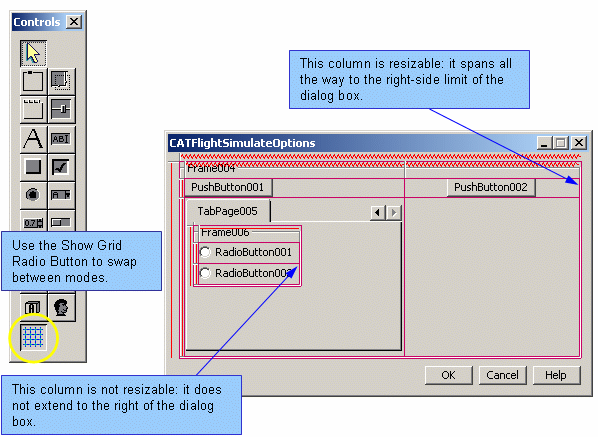 Controls
This column is resizable: it spans all
the way to the right-side limit of the
dialog box.
A
ABI
CATFlightSimulateOptions
Frame004
PushButton001
PushButton002
TabPage005
Frame006
RadioButton001
RadioButton002
Use the Show Grid
Radio Button to swap
between modes.
OK
Cancel
Help
This column is not resizable: it does
not extend to the right of the dialog
box.